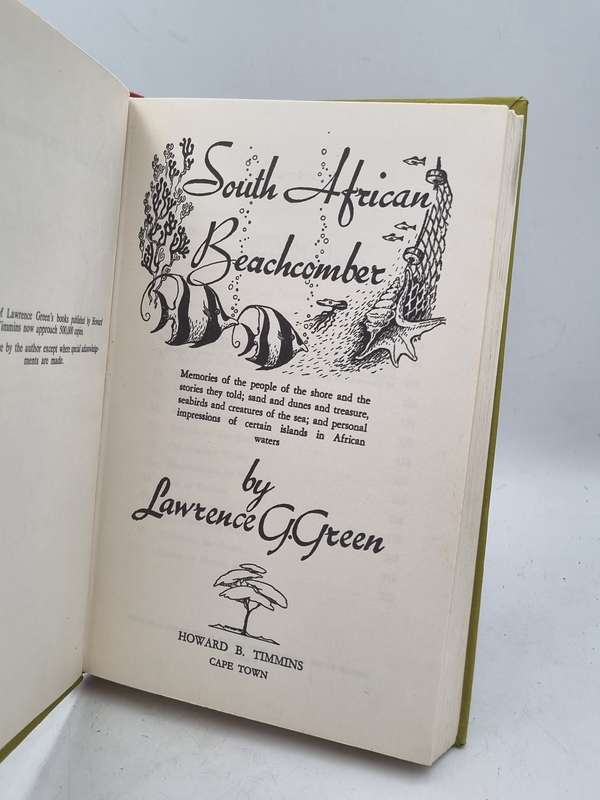 Lawrence Green's books published by Howard
Timmins now approach 500,000 copies
by the author except where special acknowledge-
ments are made.
South African
Beachcomber
Memories of the people of the shore and the
stories they told; sand and dunes and treasure,
seabirds and creatures of the sea; and personal
impressions of certain islands in African
waters
by
Lawrence G. Green
HOWARD B. TIMMINS
CAPE TOWN